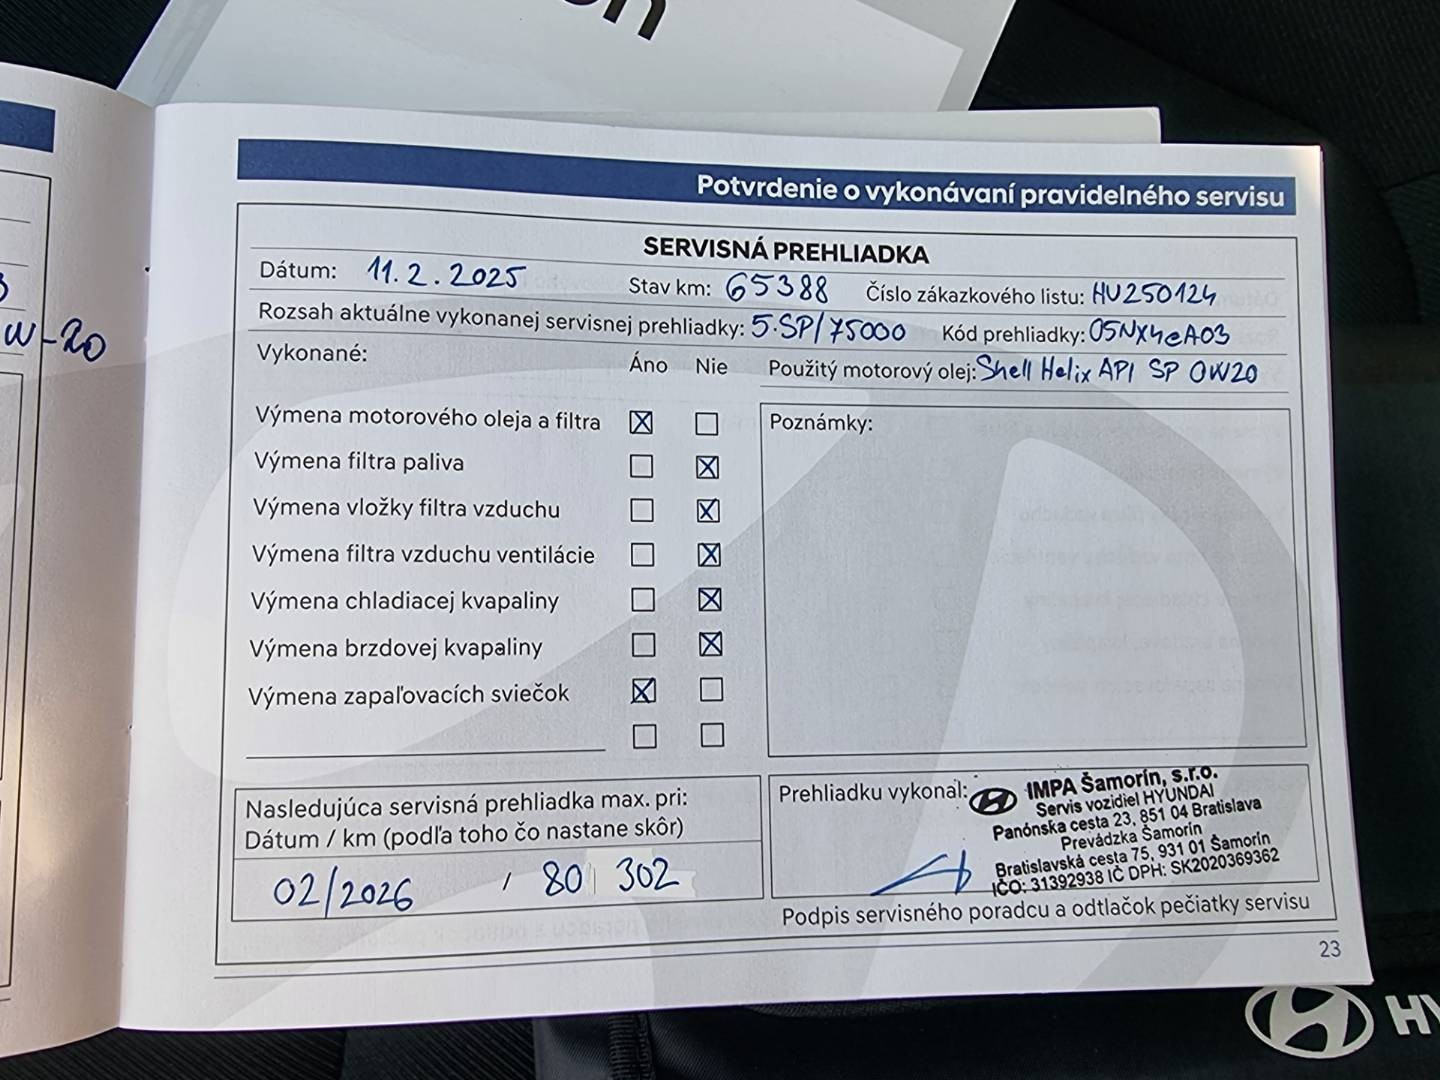 on
W-20
Potvrdenie o vykonávaní pravidelného servisu
SERVISNÁ PREHLIADKA
Dátum: 11.2.2025 Stav km: 65388 Číslo zákazkového listu: HU250124
Rozsah aktuálne vykonanej servisnej prehliadky: 5.SP/75000 Kód prehliadky: 05NX4eA03
Vykonané: Áno Nie Použitý motorový olej: Shell Helix API SP 0W20
Výmena motorového oleja a filtra
Poznámky:
Výmena filtra paliva
Výmena vložky filtra vzduchu
Výmena filtra vzduchu ventilácie
Výmena chladiacej kvapaliny
Výmena brzdovej kvapaliny
Výmena zapaľovacích sviečok
Nasledujúca servisná prehliadka max. pri:
Dátum / km (podľa toho čo nastane skôr)
02/2026 / 80 302
Prehliadku vykonal:
IMPA Šamorín, s.r.o.
Servis vozidiel HYUNDAI
Panónska cesta 23, 851 04 Bratislava
Prevádzka Šamorín
Bratislavská cesta 75, 931 01 Šamorín
IČO: 31392938 IČ DPH: SK2020369362
Podpis servisného poradcu a odtlačok pečiatky servisu
23
HY